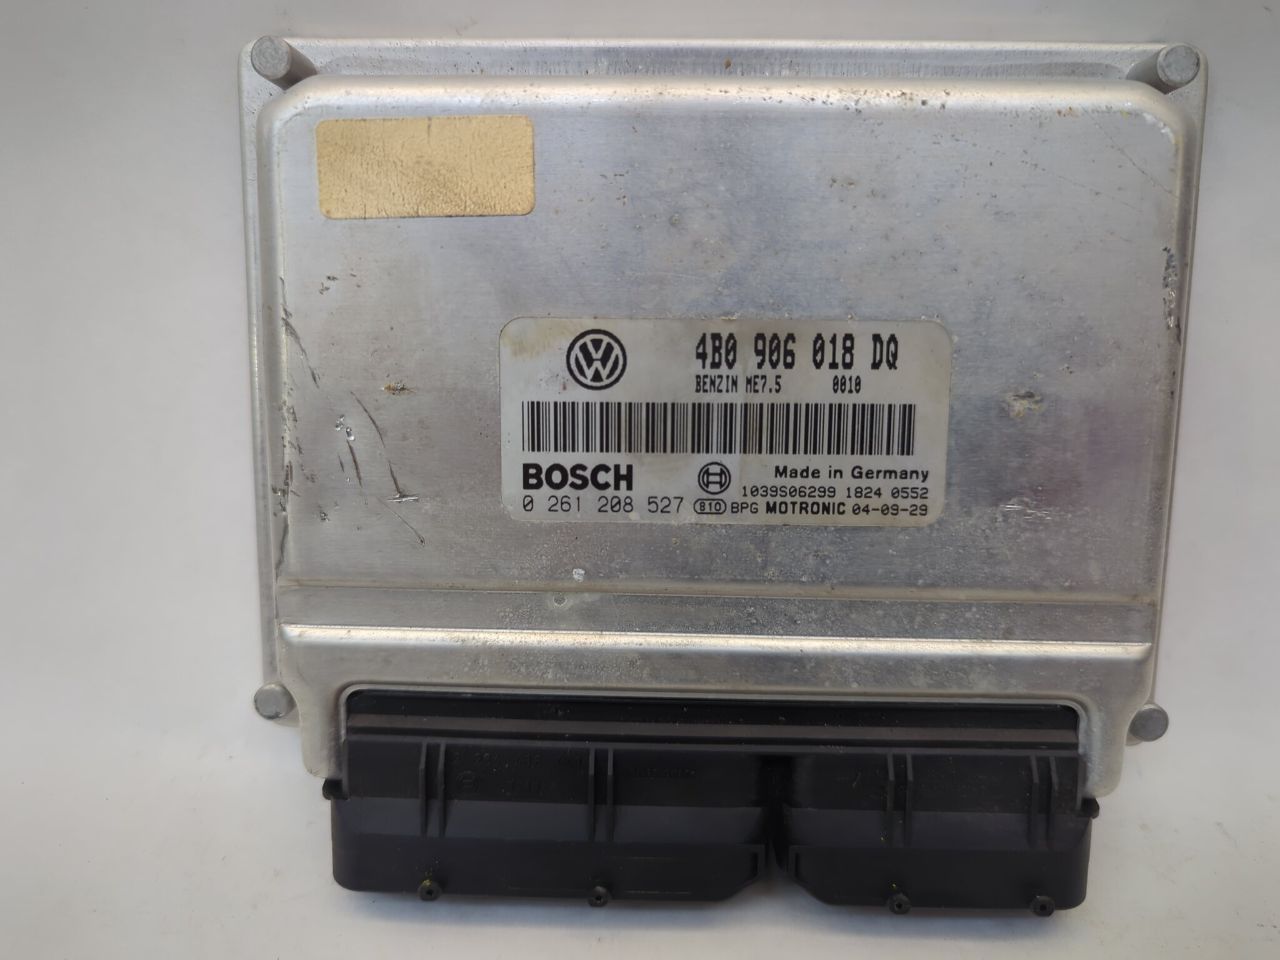 4B0 906 018 DQ
BENZIN ME7.5 0010
BOSCH
Made in Germany
1039S06299 1824 0552
0 261 208 527 810 BPG MOTRONIC 04-09-29